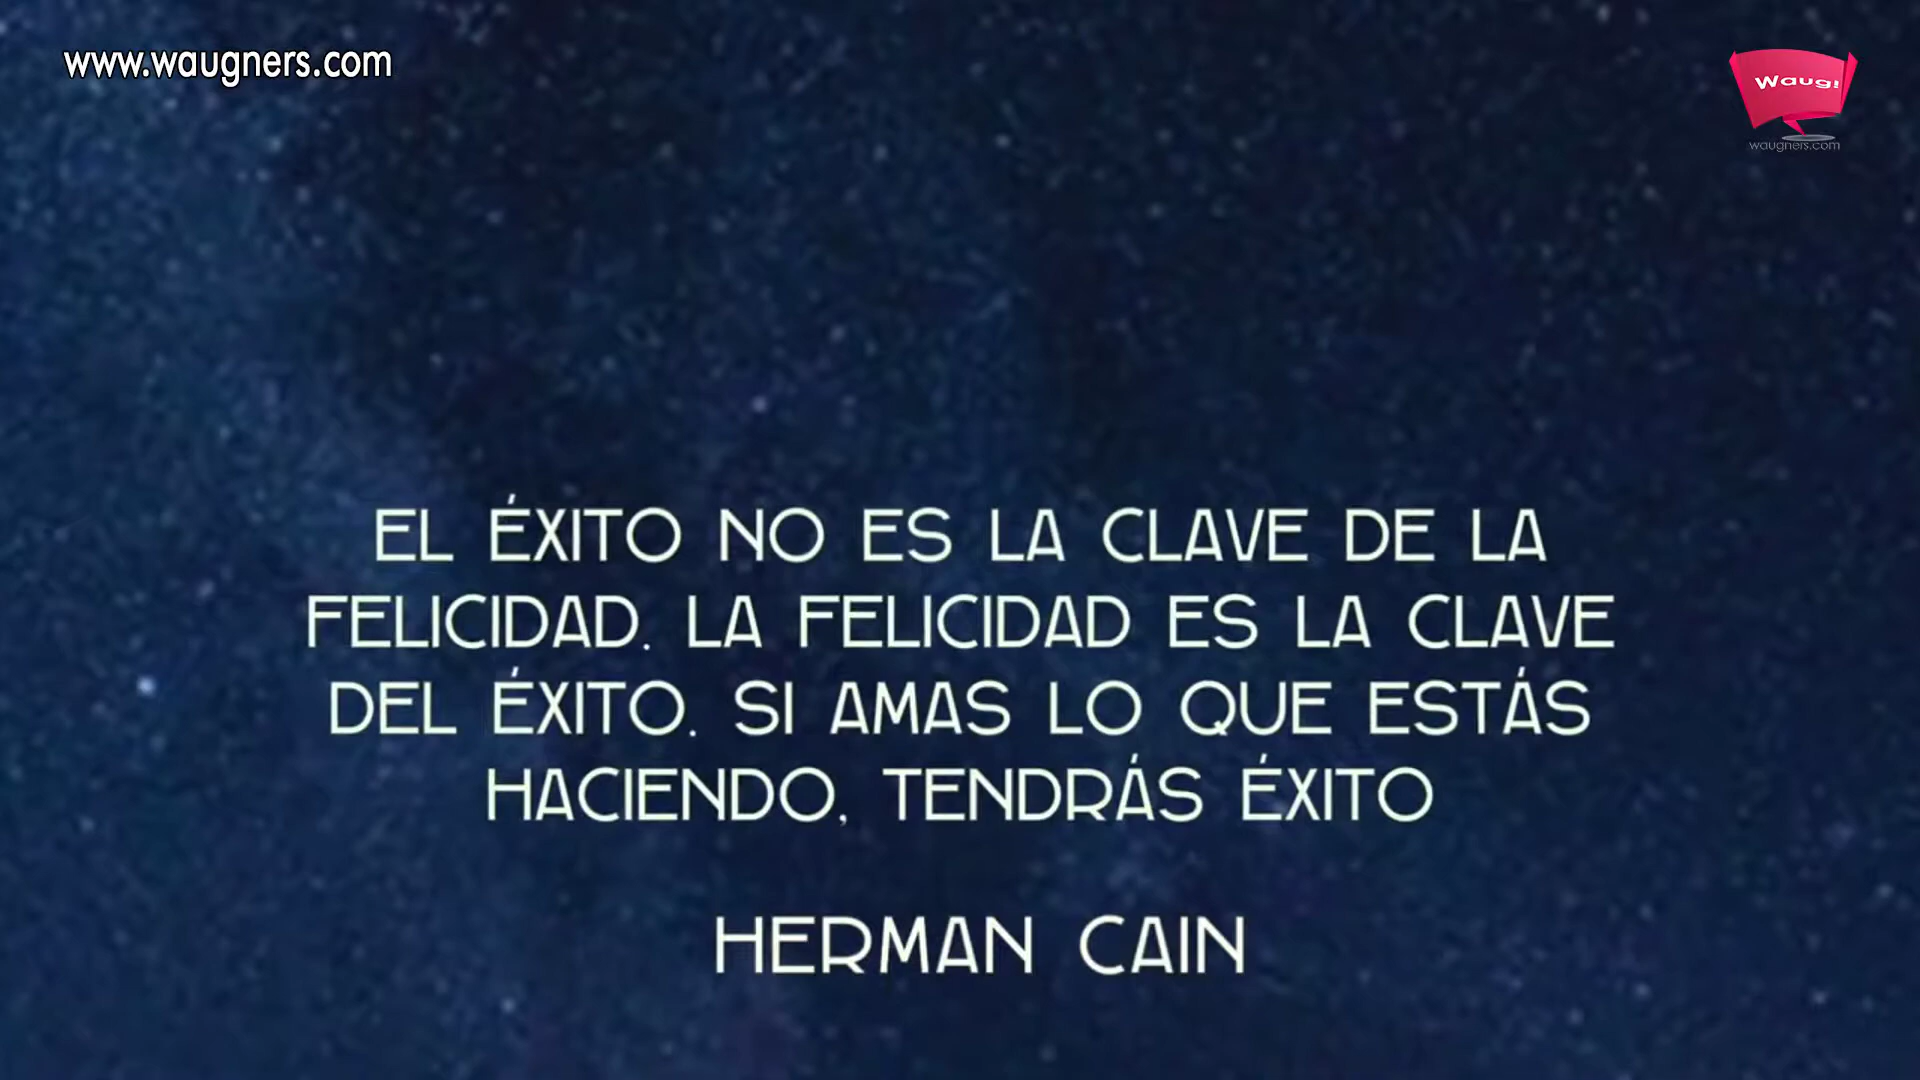 www.waugners.com
Waug!
waugners.com
EL ÉXITO NO ES LA CLAVE DE LA
FELICIDAD. LA FELICIDAD ES LA CLAVE
DEL ÉXITO. SI AMAS LO QUE ESTÁS
HACIENDO, TENDRÁS ÉXITO
HERMAN CAIN